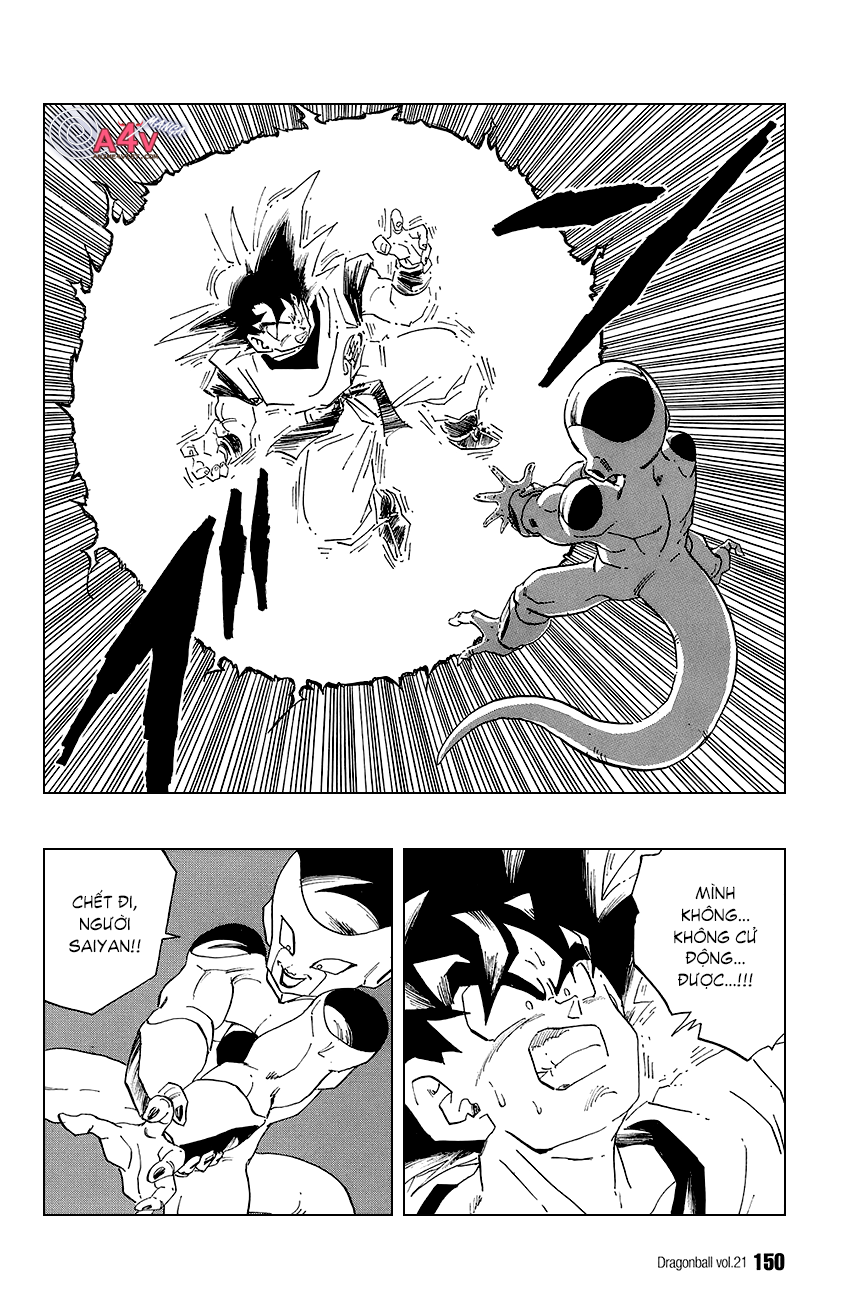 A4V
CHẾT ĐI,
NGƯỜI
SAIYAN!!
MÌNH
KHÔNG...
KHÔNG CỬ
ĐỘNG...
ĐƯỢC...!!!
Dragonball vol.21 150